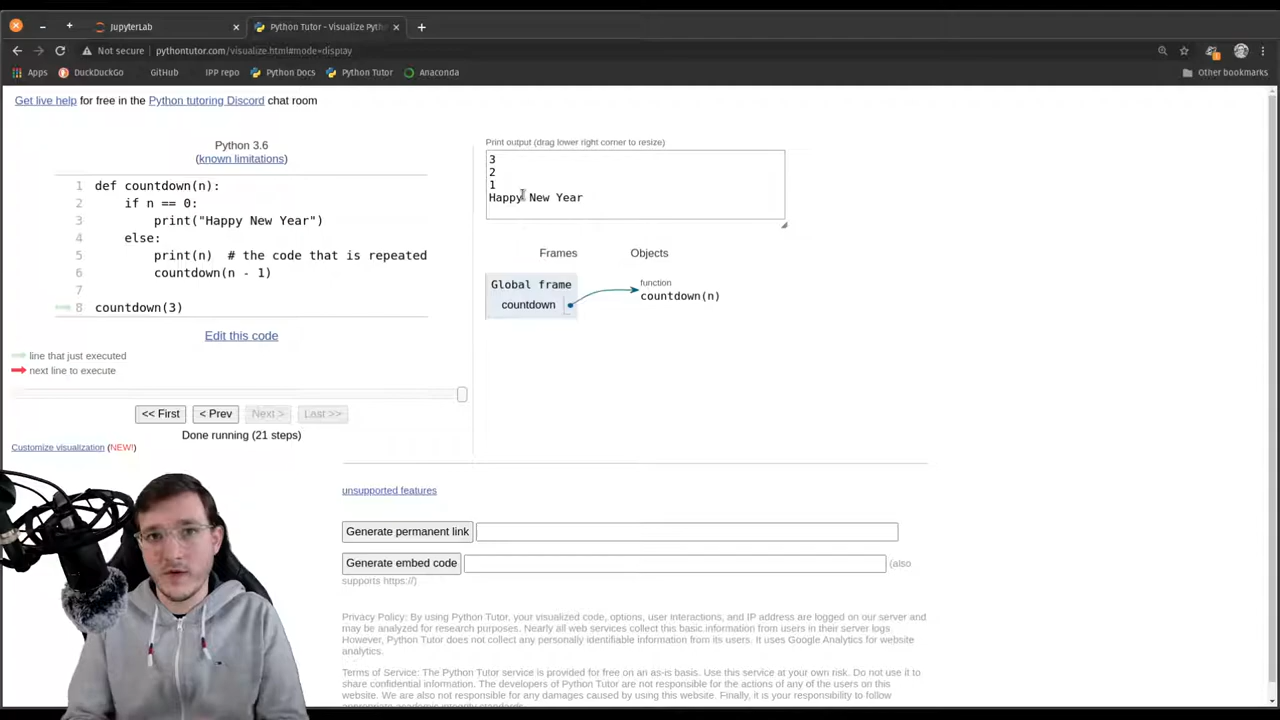 JupyterLab
Python Tutor - Visualize Pyth
Not secure
pythontutor.com/visualize.html#mode=display
Apps
DuckDuckGo
GitHub
IPP repo
Python Docs
Python Tutor
Anaconda
Other bookmarks
Get live help for free in the Python tutoring Discord chat room
Python 3.6
(known limitations)
1 def countdown(n):
2 if n == 0:
3 print("Happy New Year")
4 else:
5 print(n) # the code that is repeated
6 countdown(n - 1)
7
8 countdown(3)
Edit this code
line that just executed
next line to execute
<< First
< Prev
Next >
Last >>
Done running (21 steps)
Customize visualization (NEW!)
Print output (drag lower right corner to resize)
3
2
1
Happy New Year
Frames
Objects
Global frame
countdown
function
countdown(n)
unsupported features
Generate permanent link
Generate embed code
(also
supports https://)
Privacy Policy: By using Python Tutor, your visualized code, options, user interactions, and IP address are logged on our server and
may be analyzed for research purposes. Nearly all web services collect this basic information from users in their server logs
However, Python Tutor does not collect any personally identifiable information from its users. It uses Google Analytics for website
analytics.
Terms of Service: The Python Tutor service is provided for free on an as-is basis. Use this service at your own risk. Do not use it to
share confidential information. The developers of Python Tutor are not responsible for the actions of any of the users on this
website. We are also not responsible for any damages caused by using this website. Finally, it is your responsibility to follow
appropriate academic integrity standards.